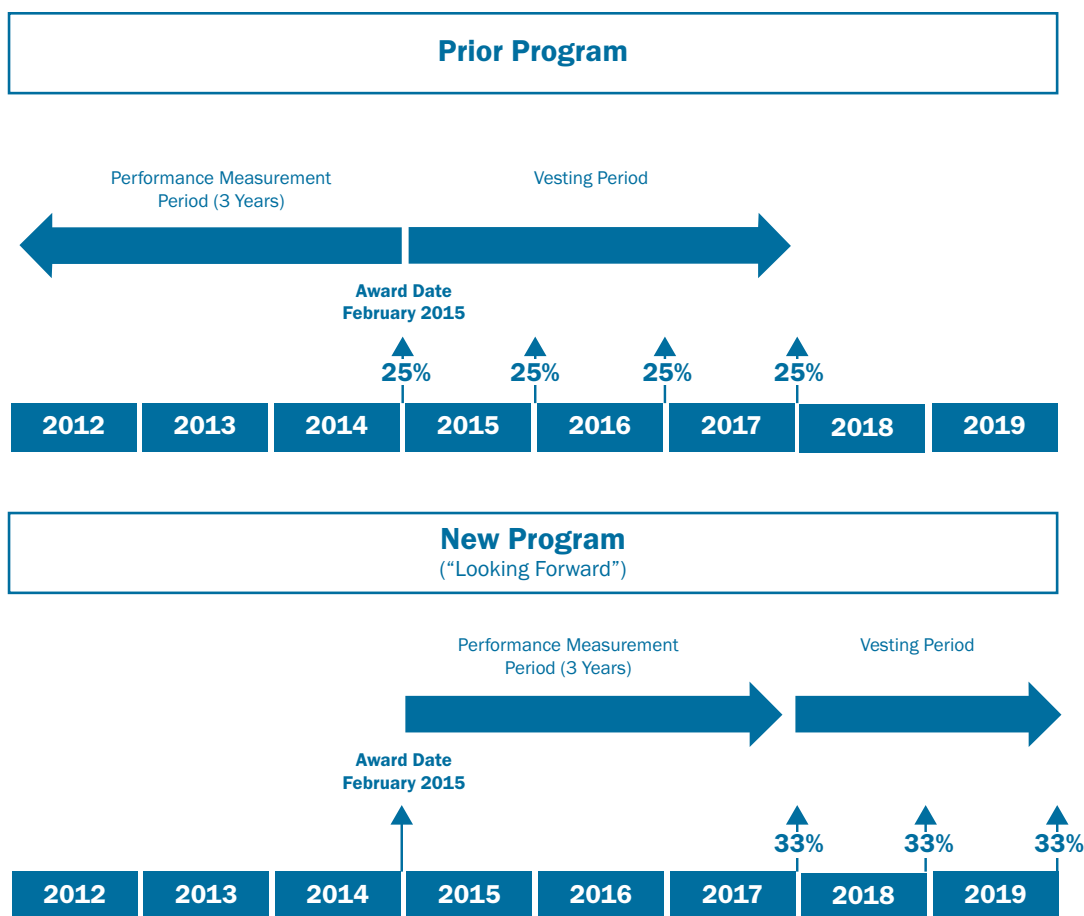 Prior Program
Performance Measurement
Period (3 Years)
Vesting Period
Award Date
February 2015
25%
25%
25%
25%
2012
2013
2014
2015
2016
2017
2018
2019
New Program
(“Looking Forward”)
Performance Measurement
Period (3 Years)
Vesting Period
Award Date
February 2015
33%
33%
33%
2012
2013
2014
2015
2016
2017
2018
2019